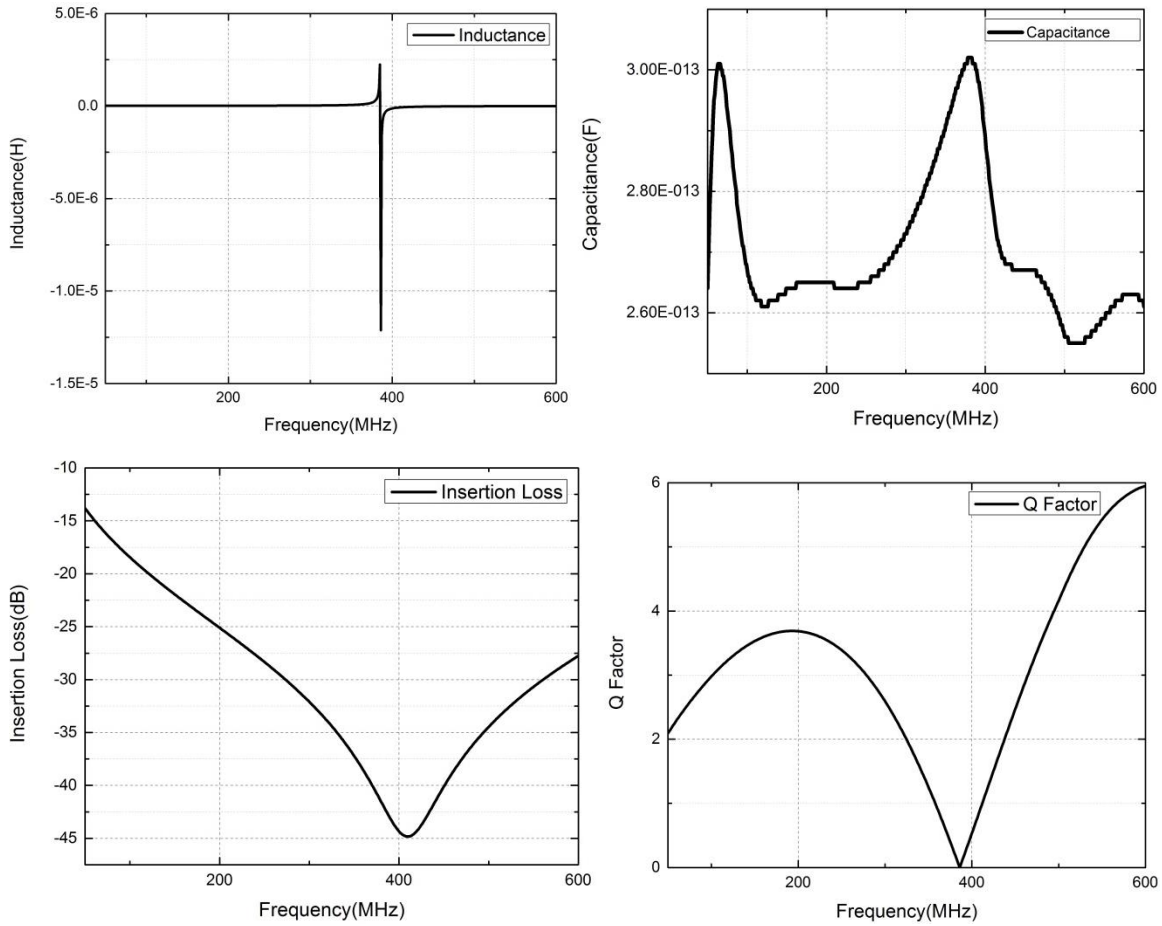 5.0E-6
0.0
-5.0E-6
-1.0E-5
-1.5E-5
200
400
600
Inductance(H)
Frequency(MHz)
Inductance
3.00E-013
2.80E-013
2.60E-013
200
400
600
Capacitance(F)
Frequency(MHz)
Capacitance
-10
-15
-20
-25
-30
-35
-40
-45
200
400
600
Insertion Loss(dB)
Frequency(MHz)
Insertion Loss
6
4
2
0
200
400
600
Q Factor
Frequency(MHz)
Q Factor